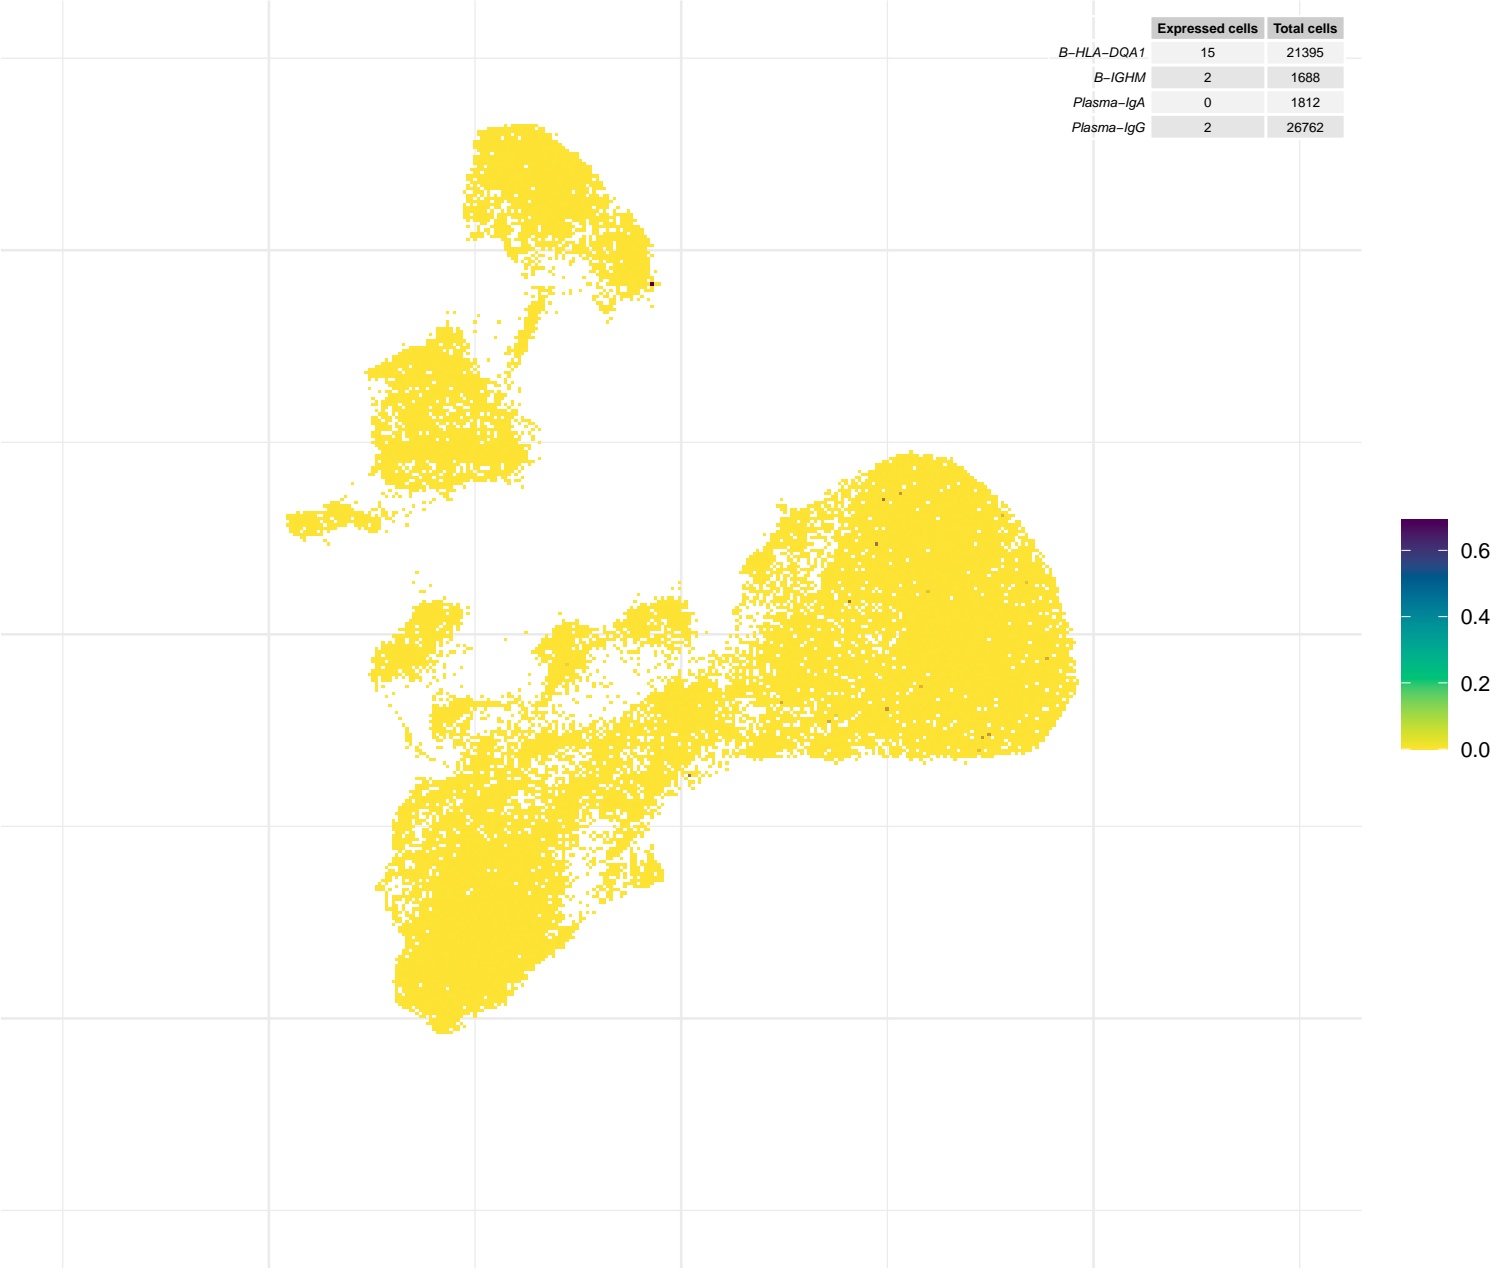 Expressed cells Total cells
B−HLA−DQA1 15 21395
B−IGHM 2 1688
Plasma−IgA 0 1812
Plasma−IgG 2 26762
0.6
0.4
0.2
0.0